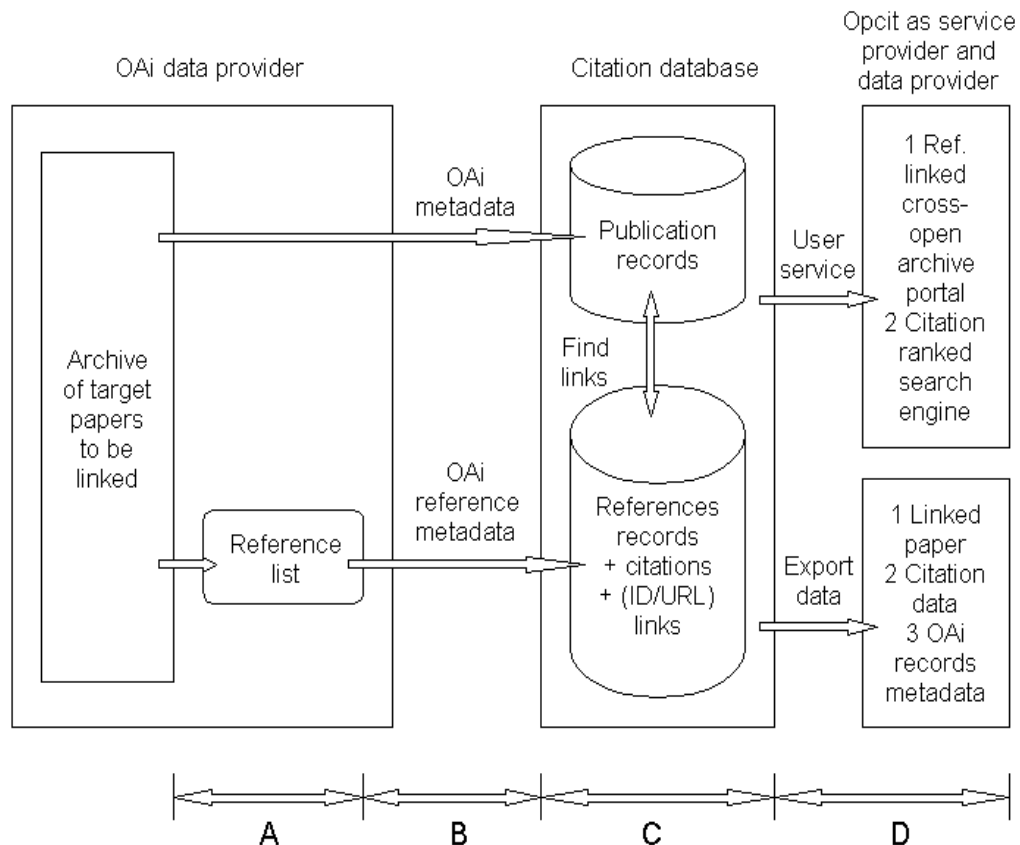 OAi data provider
Archive
of target
papers
to be
linked
Reference
list
OAi
metadata
OAi
reference
metadata
Citation database
Publication
records
Find
links
References
records
+ citations
+ (ID/URL)
links
User
service
Export
data
Opcit as service
provider and
data provider
1 Ref.
linked
cross-
open
archive
portal
2 Citation
ranked
search
engine
1 Linked
paper
2 Citation
data
3 OAi
records
metadata
A
B
C
D